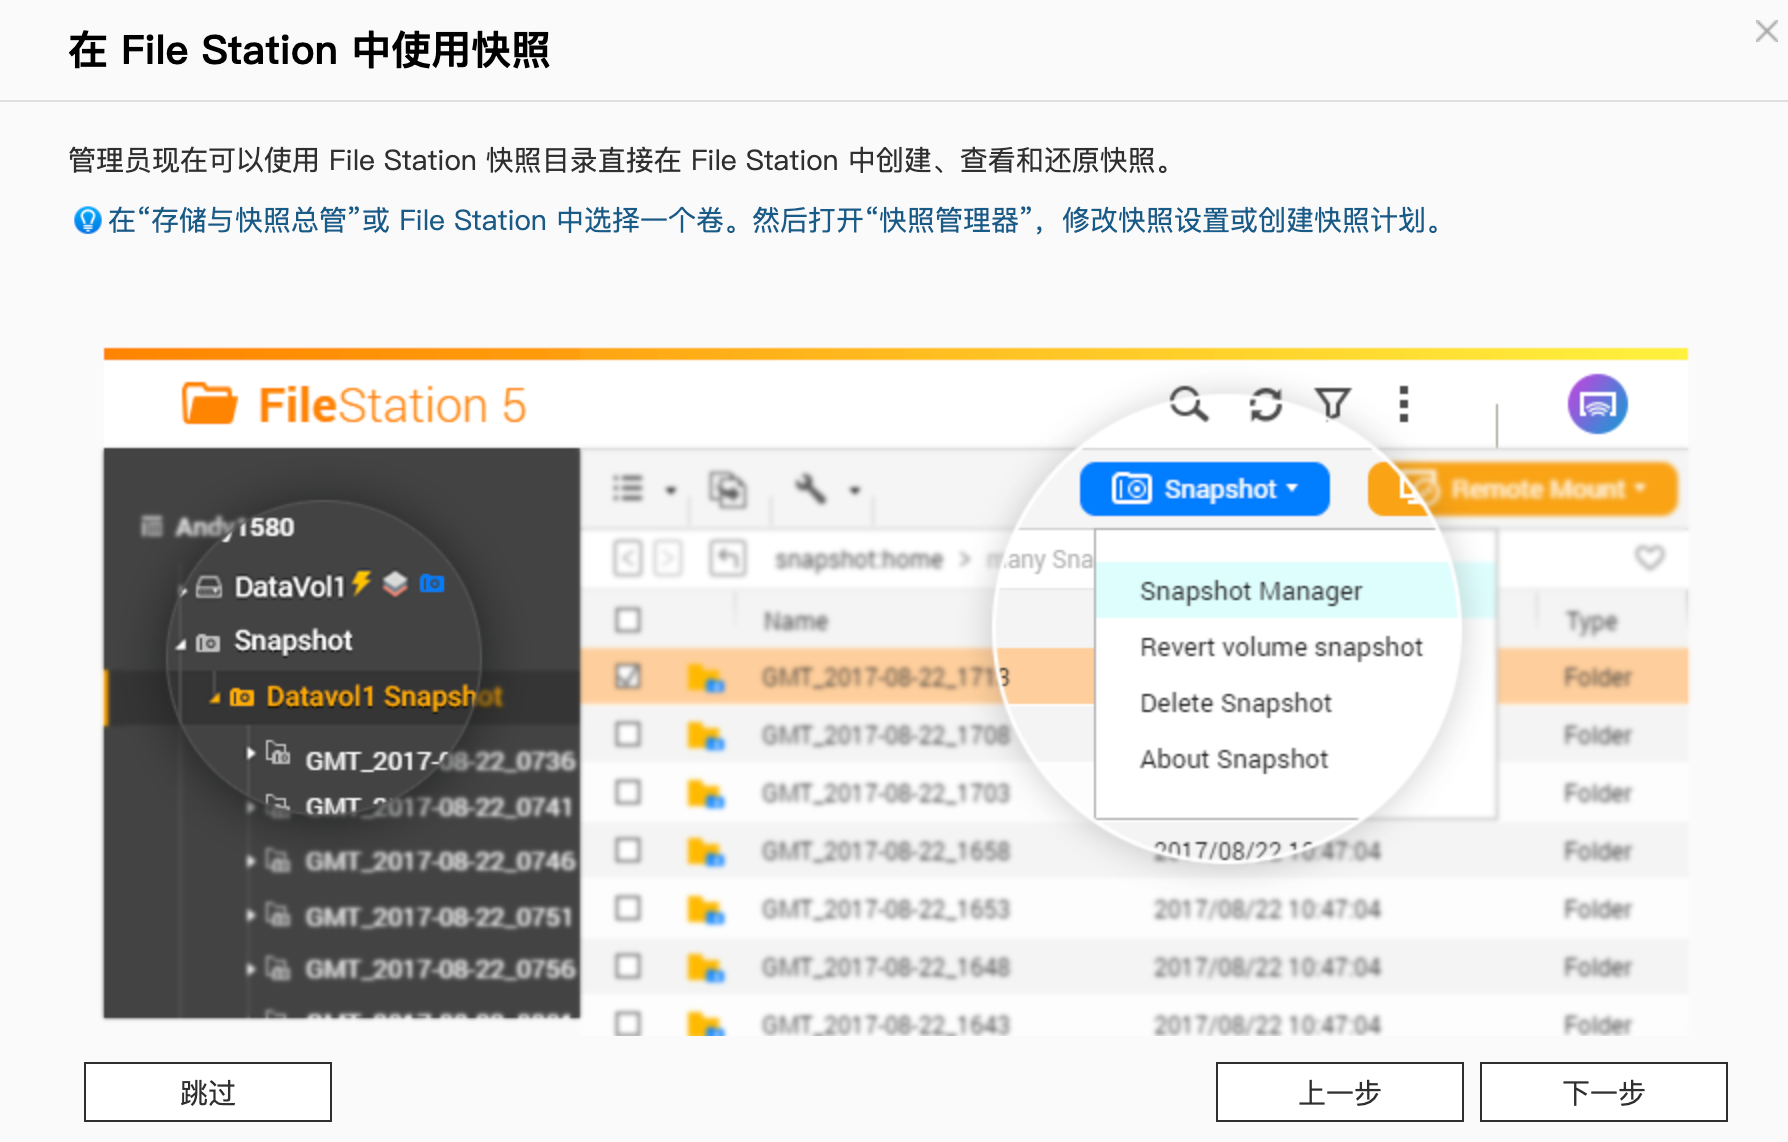 在 File Station 中使用快照
管理员现在可以使用 File Station 快照目录直接在 File Station 中创建、查看和还原快照。
在“存储与快照总管”或 File Station 中选择一个卷。然后打开“快照管理器”，修改快照设置或创建快照计划。
FileStation 5
Snapshot
Remote Mount
Andy1580
DataVol1
Snapshot
Datavol1 Snapshot
GMT_2017-08-22_0736
GMT_2017-08-22_0741
GMT_2017-08-22_0746
GMT_2017-08-22_0751
GMT_2017-08-22_0756
snapshot:home > many Sna
Snapshot Manager
Revert volume snapshot
Delete Snapshot
About Snapshot
Name Type
GMT_2017-08-22_1713 Folder
GMT_2017-08-22_1708 Folder
GMT_2017-08-22_1703 Folder
GMT_2017-08-22_1658 2017/08/22 10:47:04 Folder
GMT_2017-08-22_1653 2017/08/22 10:47:04 Folder
GMT_2017-08-22_1648 2017/08/22 10:47:04 Folder
GMT_2017-08-22_1643 2017/08/22 10:47:04 Folder
跳过
上一步
下一步